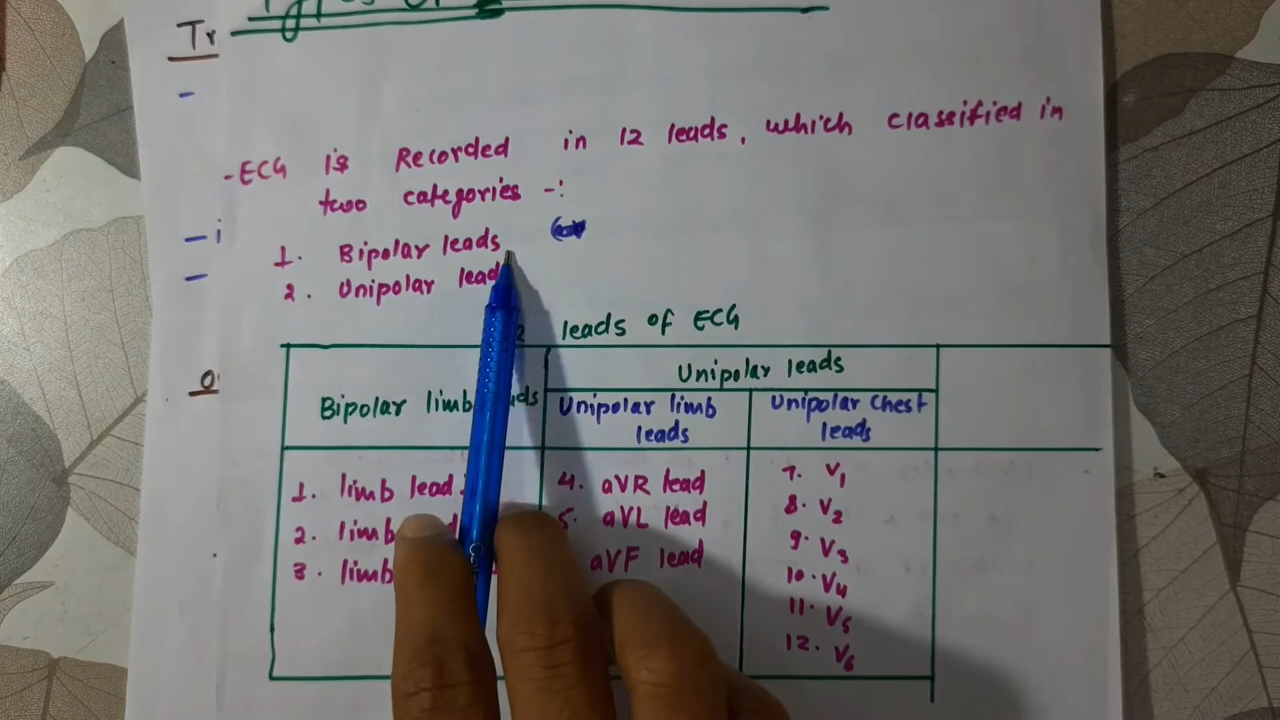 Tr
Types of
-ECG is Recorded in 12 leads, which classified in
two categories -:
- i
1. Bipolar leads
2. Unipolar lead
leads of ECG
Unipolar leads
Bipolar limb
Unipolar limb leads
Unipolar Chest leads
1. limb lead
4. aVR lead
7. V1
2. limb
5. aVL lead
8. V2
3. limb
aVF lead
9. V3
10. V4
11. V5
12. V6